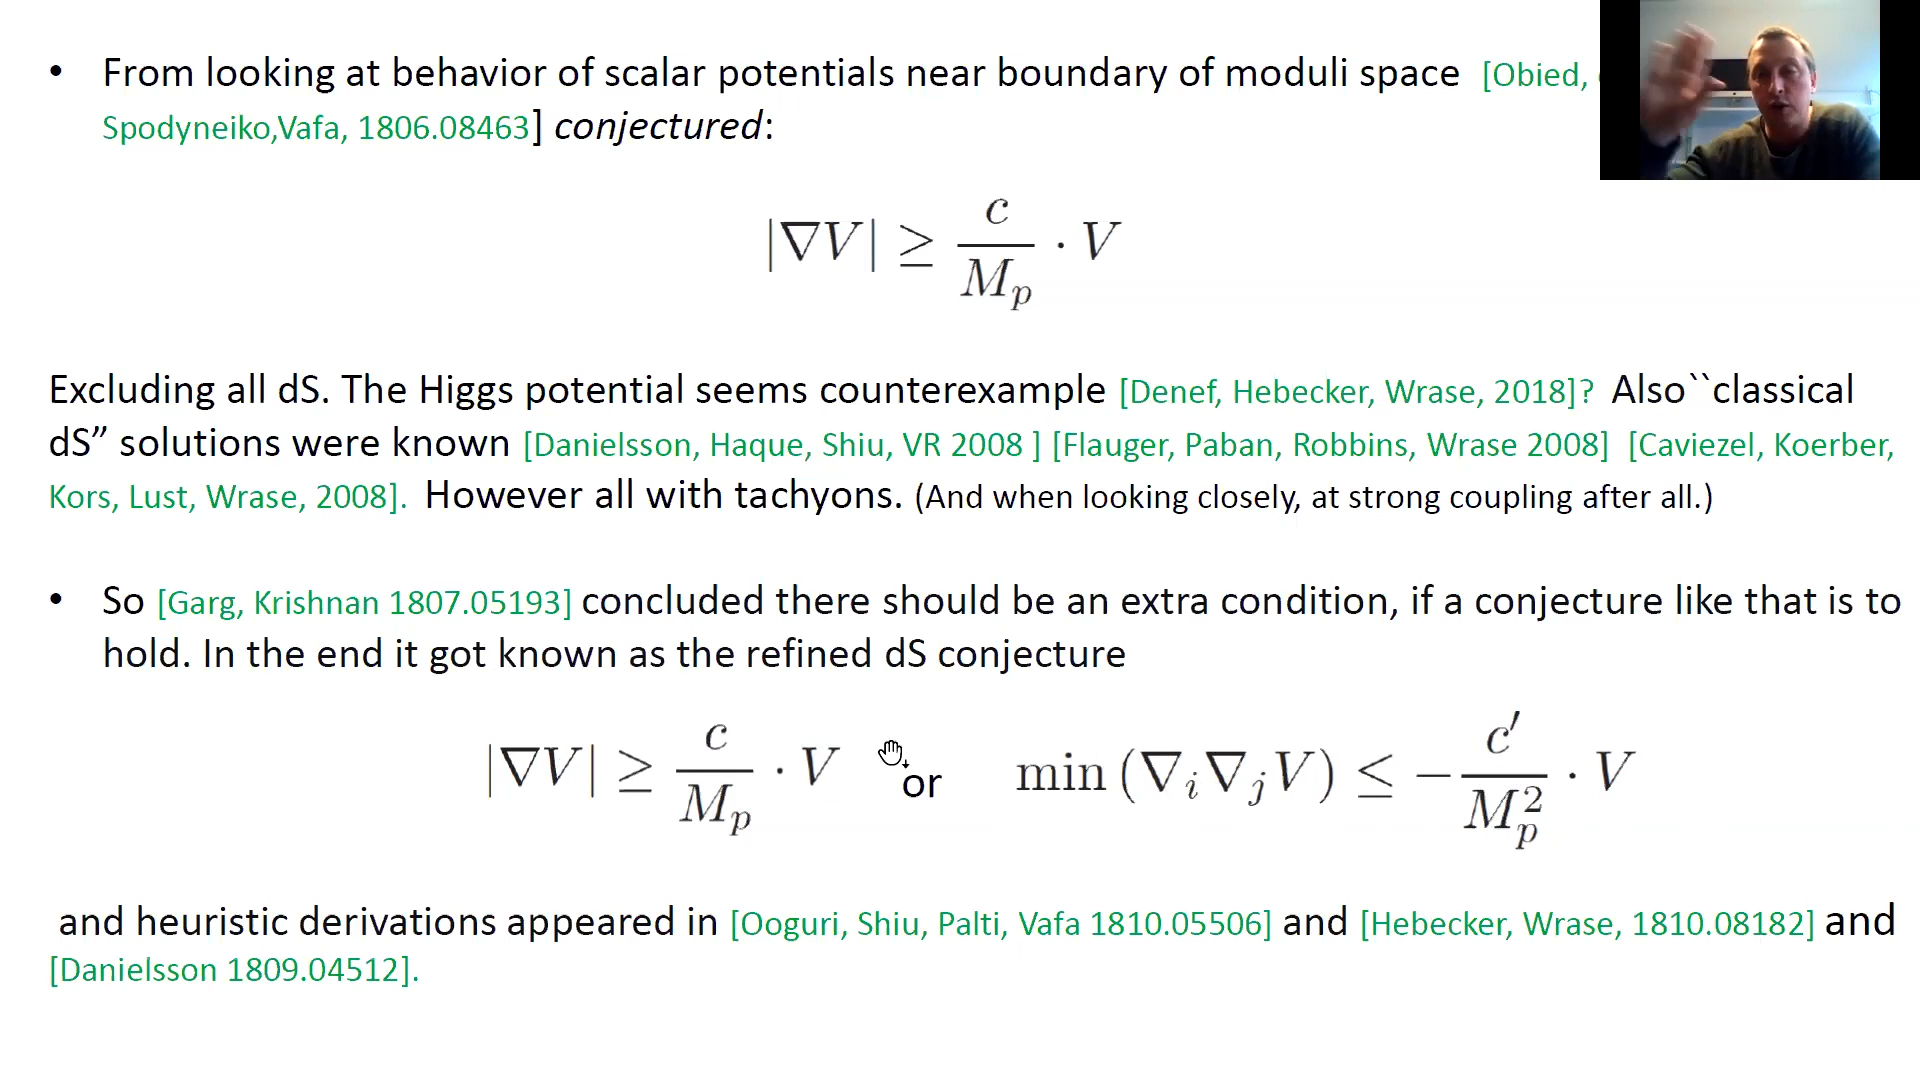 • From looking at behavior of scalar potentials near boundary of moduli space [Obied,
Spodyneiko,Vafa, 1806.08463] conjectured:
|∇V| ≥ c/M_p · V
Excluding all dS. The Higgs potential seems counterexample [Denef, Hebecker, Wrase, 2018]? Also``classical
dS” solutions were known [Danielsson, Haque, Shiu, VR 2008 ] [Flauger, Paban, Robbins, Wrase 2008] [Caviezel, Koerber,
Kors, Lust, Wrase, 2008]. However all with tachyons. (And when looking closely, at strong coupling after all.)
• So [Garg, Krishnan 1807.05193] concluded there should be an extra condition, if a conjecture like that is to
hold. In the end it got known as the refined dS conjecture
|∇V| ≥ c/M_p · V or min (∇_i∇_jV) ≤ −c′/M_p^2 · V
and heuristic derivations appeared in [Ooguri, Shiu, Palti, Vafa 1810.05506] and [Hebecker, Wrase, 1810.08182] and
[Danielsson 1809.04512].